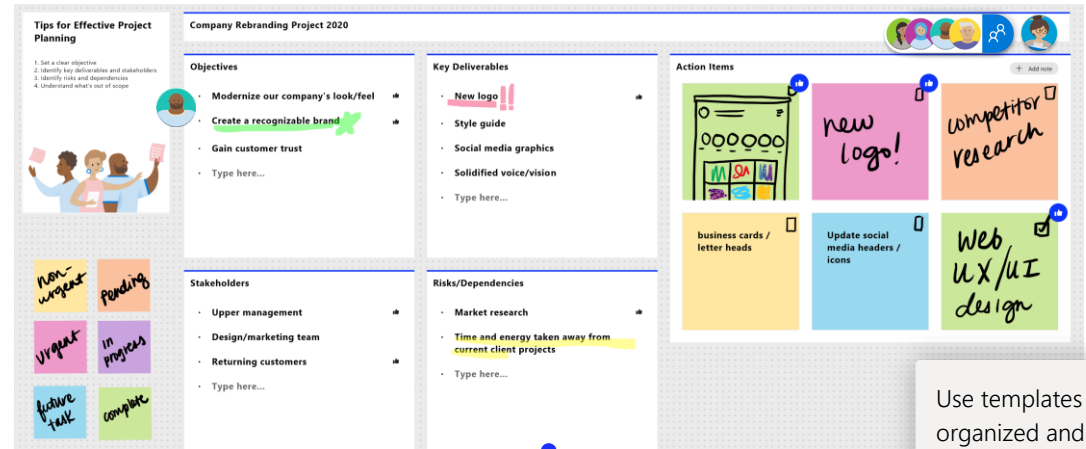 Tips for Effective Project
Planning
1. Set a clear objective
2. Identify key deliverables and stakeholders
3. Identify risks and dependencies
4. Understand what's out of scope
non-
urgent
pending
urgent
in
progress
future
task
complete
Company Rebranding Project 2020
Objectives
· Modernize our company's look/feel
· Create a recognizable brand
· Gain customer trust
· Type here...
Key Deliverables
· New logo!!
· Style guide
· Social media graphics
· Solidified voice/vision
· Type here...
Stakeholders
· Upper management
· Design/marketing team
· Returning customers
· Type here...
Risks/Dependencies
· Market research
· Time and energy taken away from
current client projects
· Type here...
Action Items
+ Add note
new
logo!
competitor
research
business cards /
letter heads
Update social
media headers /
icons
Web
UX/UI
design
Use templates
organized and